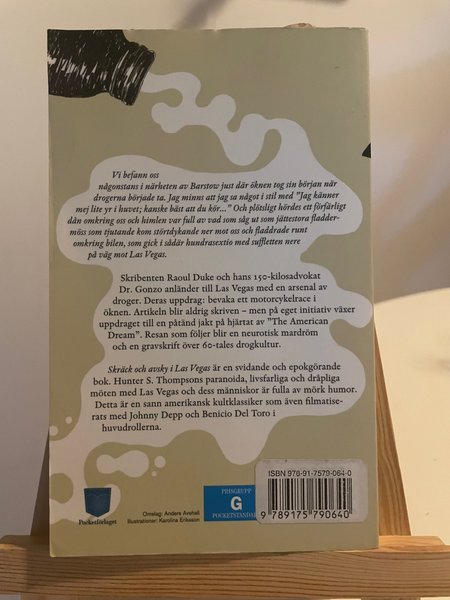 Vi befann oss
någonstans i närheten av Barstow just där öknen tog sin början när
drogerna började ta. Jag minns att jag sa något i stil med "Jag känner
mej lite yr i huvet; kanske bäst att du kör..." Och plötsligt hördes ett förfärligt
dån omkring oss och himlen var full av vad som såg ut som jättestora fladder-
möss som tjutande kom störtdykande ner mot oss och fladdrade runt
omkring bilen, som gick i sådär hundrasextio med suffletten nere
på väg mot Las Vegas.
Skribenten Raoul Duke och hans 150-kilosadvokat
Dr. Gonzo anländer till Las Vegas med en arsenal av
droger. Deras uppdrag: bevaka ett motorcykelrace i
öknen. Artikeln blir aldrig skriven – men på eget initiativ växer
uppdraget till en påtänd jakt på hjärtat av "The American
Dream". Resan som följer blir en neurotisk mardröm
och en gravskrift över 60-tales drogkultur.
Skräck och avsky i Las Vegas är en svidande och epokgörande
bok. Hunter S. Thompsons paranoida, livsfarliga och dråpliga
möten med Las Vegas och dess människor är fulla av mörk humor.
Detta är en sann amerikansk kultklassiker som även filmatise-
rats med Johnny Depp och Benicio Del Toro i
huvudrollerna.
ISBN 978-91-7579-064-0
9 789175 790640
PRISGRUPP
G
POCKETSTANDARD
Pocketförlaget
Omslag: Anders Avehall
Illustrationer: Karolina Eriksson